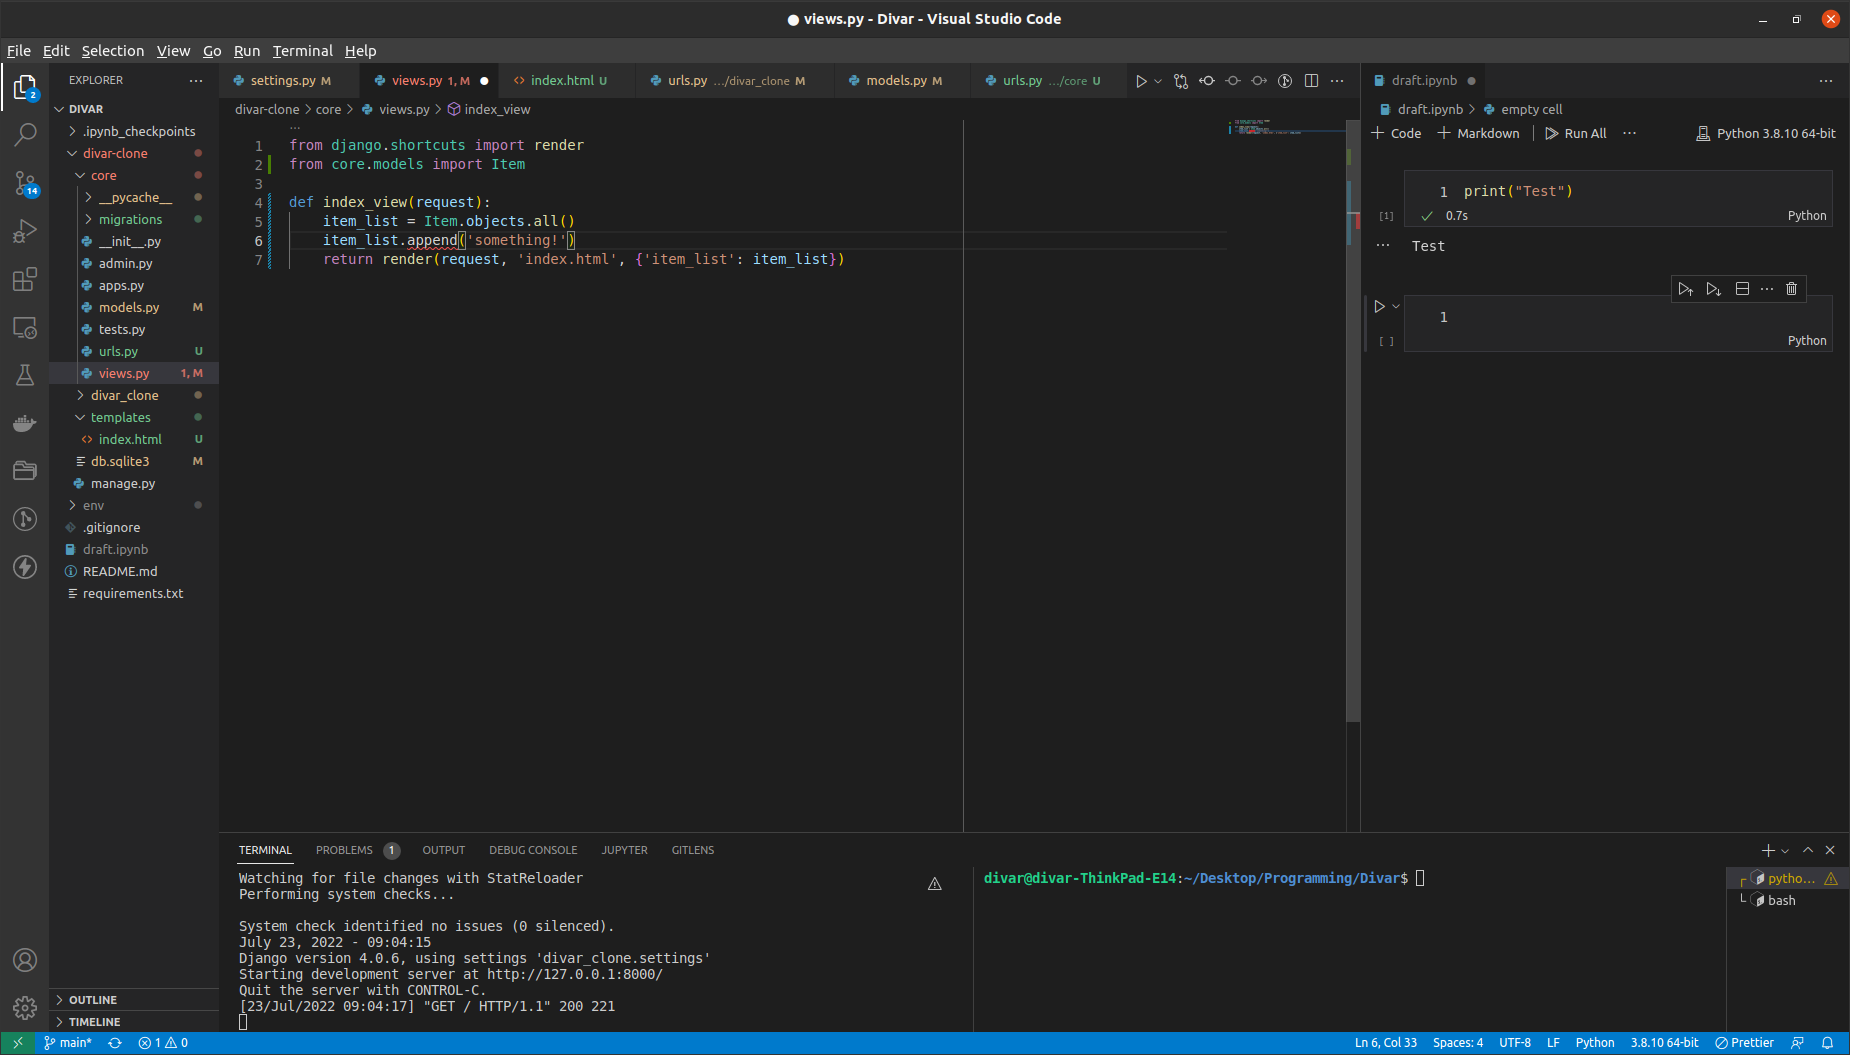 views.py - Divar - Visual Studio Code
File Edit Selection View Go Run Terminal Help
EXPLORER
2
14
DIVAR
.ipynb_checkpoints
divar-clone
core
__pycache__
migrations
__init__.py
admin.py
apps.py
models.py M
tests.py
urls.py U
views.py 1, M
divar_clone
templates
index.html U
db.sqlite3 M
manage.py
env
.gitignore
draft.ipynb
README.md
requirements.txt
OUTLINE
TIMELINE
settings.py M views.py 1, M index.html U urls.py .../divar_clone M models.py M urls.py .../core U
divar-clone > core > views.py > index_view
...
1 from django.shortcuts import render
2 from core.models import Item
3
4 def index_view(request):
5 item_list = Item.objects.all()
6 item_list.append('something!')
7 return render(request, 'index.html', {'item_list': item_list})
draft.ipynb
draft.ipynb > empty cell
+ Code + Markdown Run All ... Python 3.8.10 64-bit
1 print("Test")
[1] 0.7s Python
... Test
1
[ ] Python
TERMINAL PROBLEMS 1 OUTPUT DEBUG CONSOLE JUPYTER GITLENS
Watching for file changes with StatReloader
Performing system checks...
System check identified no issues (0 silenced).
July 23, 2022 - 09:04:15
Django version 4.0.6, using settings 'divar_clone.settings'
Starting development server at http://127.0.0.1:8000/
Quit the server with CONTROL-C.
[23/Jul/2022 09:04:17] "GET / HTTP/1.1" 200 221
divar@divar-ThinkPad-E14:~/Desktop/Programming/Divar$
pytho...
bash
main* 1 0 Ln 6, Col 33 Spaces: 4 UTF-8 LF Python 3.8.10 64-bit Prettier